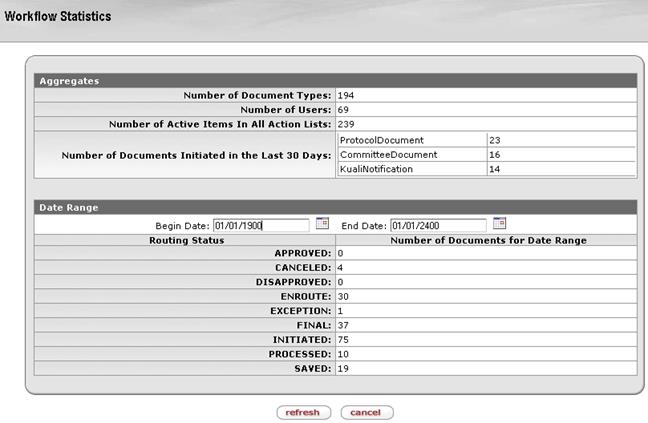 Workflow Statistics
Aggregates
Number of Document Types: 194
Number of Users: 69
Number of Active Items In All Action Lists: 239
Number of Documents Initiated in the Last 30 Days:
ProtocolDocument 23
CommitteeDocument 16
KualiNotification 14
Date Range
Begin Date: 01/01/1900 End Date: 01/01/2400
Routing Status Number of Documents for Date Range
APPROVED: 0
CANCELED: 4
DISAPPROVED: 0
ENROUTE: 30
EXCEPTION: 1
FINAL: 37
INITIATED: 75
PROCESSED: 10
SAVED: 19
refresh cancel